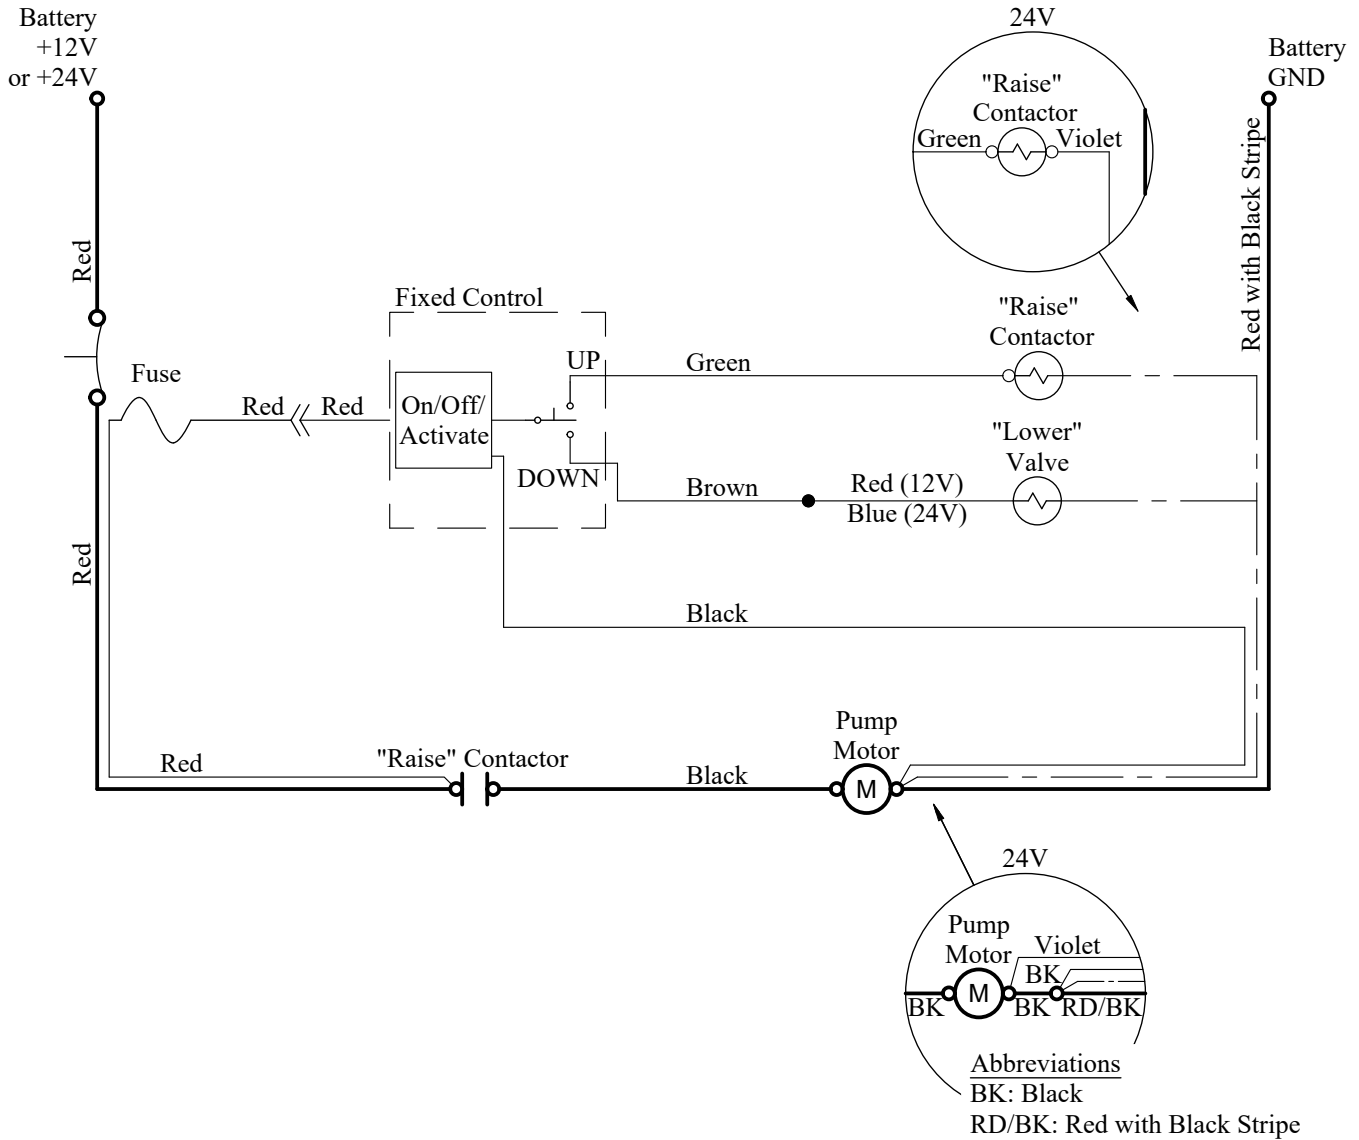 Battery
+12V
or +24V
24V
Battery
GND
"Raise"
Contactor
Green
Violet
Red with Black Stripe
Red
Fixed Control
"Raise"
Contactor
UP
Green
Fuse
Red
Red
On/Off/
Activate
"Lower"
Valve
DOWN
Brown
Red (12V)
Blue (24V)
Red
Black
Pump
Motor
Red
"Raise" Contactor
Black
M
24V
Pump
Motor
Violet
BK
M
BK
BK
RD/BK
Abbreviations
BK: Black
RD/BK: Red with Black Stripe